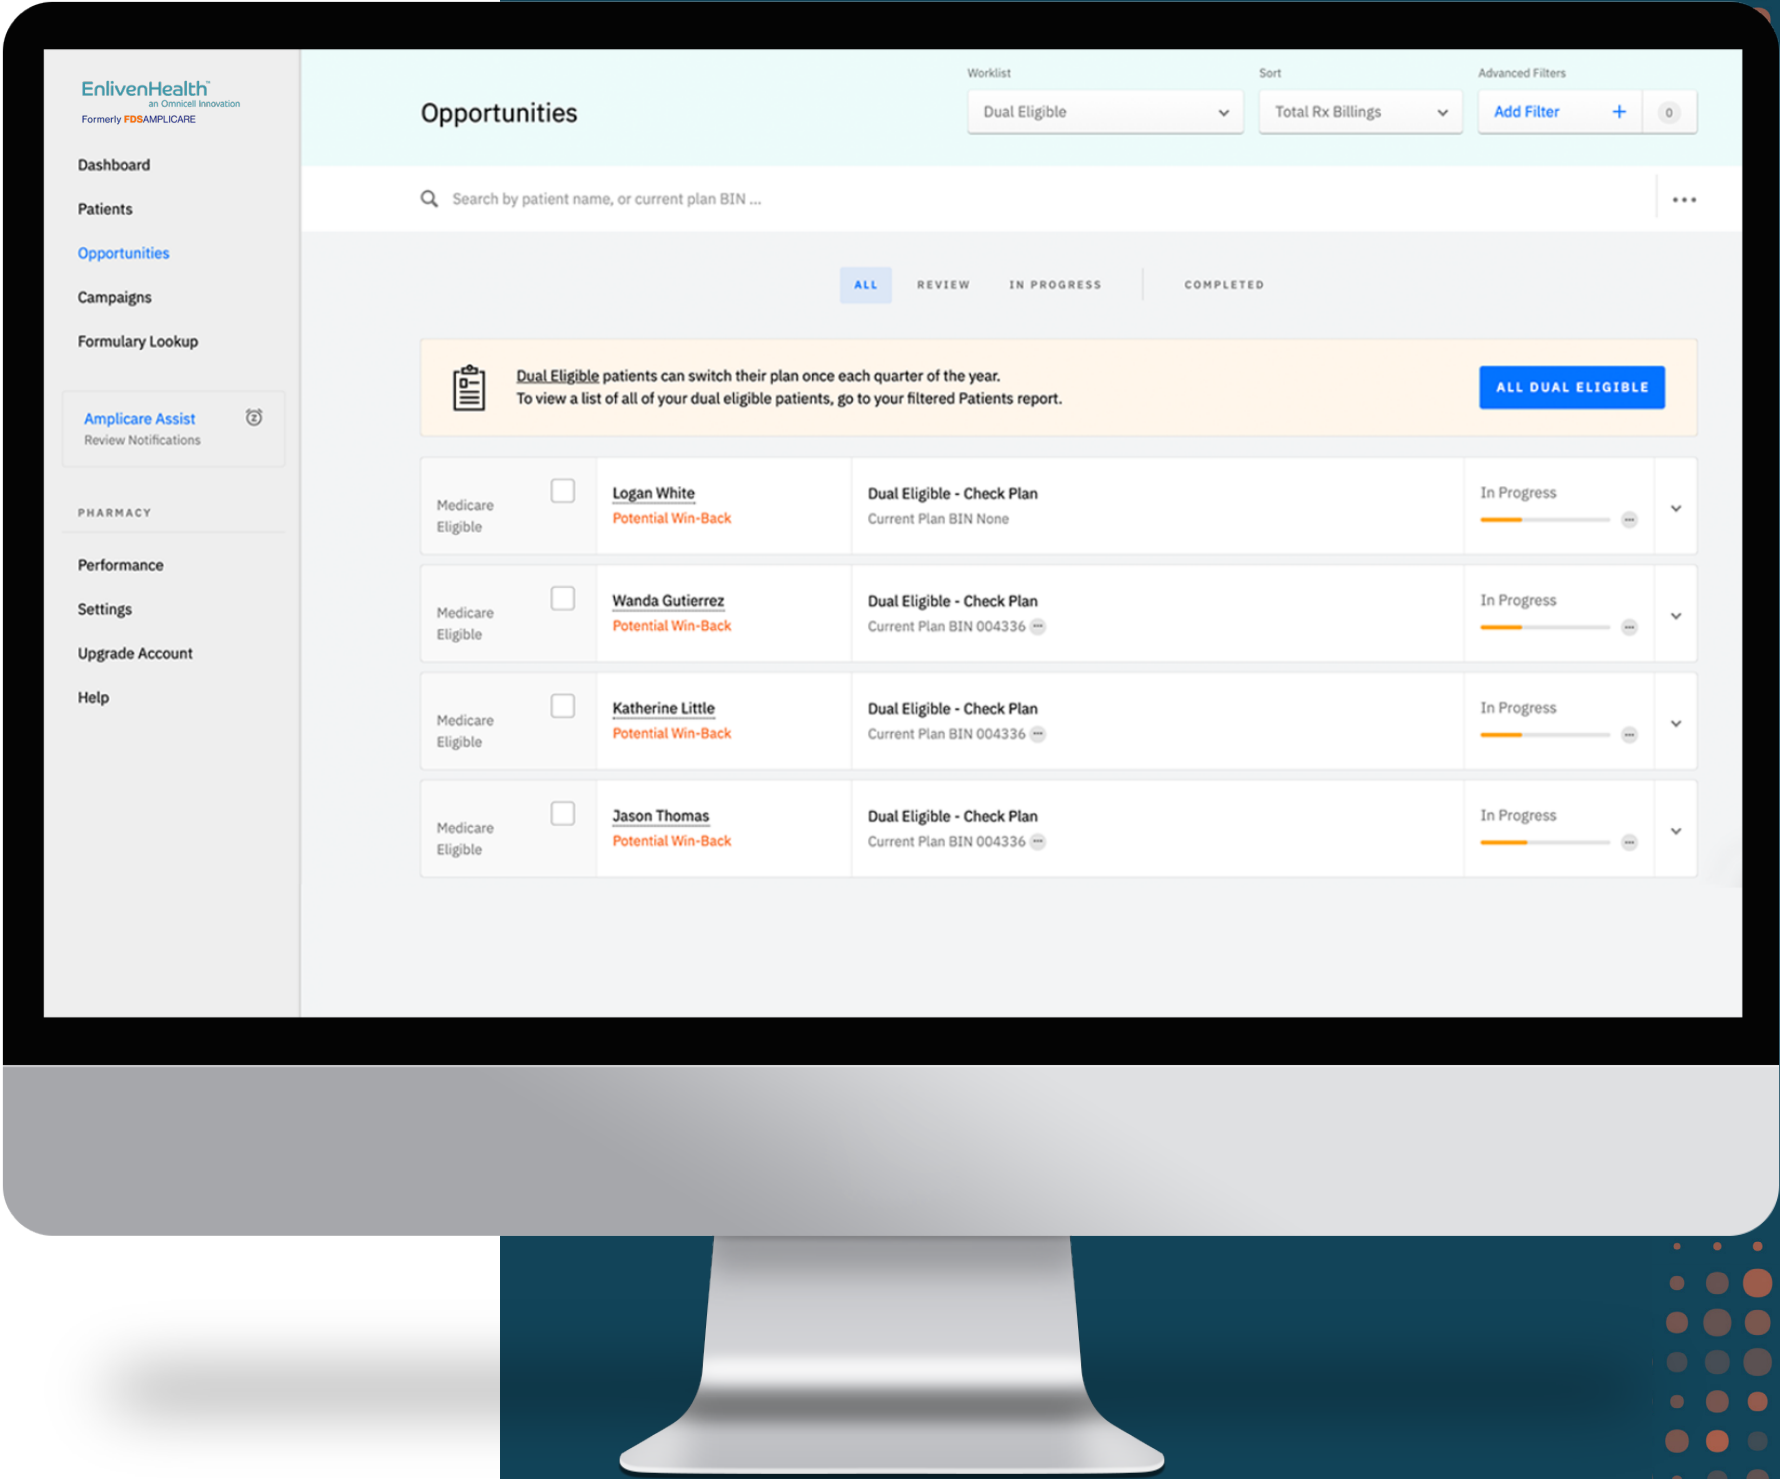 EnlivenHealth™
an Omnicell Innovation
Formerly FDSAMPLICARE
Dashboard
Patients
Opportunities
Campaigns
Formulary Lookup
Amplicare Assist
Review Notifications
PHARMACY
Performance
Settings
Upgrade Account
Help
Opportunities
Worklist
Dual Eligible
Sort
Total Rx Billings
Advanced Filters
Add Filter + 0
Search by patient name, or current plan BIN ...
ALL REVIEW IN PROGRESS COMPLETED
Dual Eligible patients can switch their plan once each quarter of the year.
To view a list of all of your dual eligible patients, go to your filtered Patients report.
ALL DUAL ELIGIBLE
Medicare
Eligible
Logan White
Potential Win-Back
Dual Eligible - Check Plan
Current Plan BIN None
In Progress
Medicare
Eligible
Wanda Gutierrez
Potential Win-Back
Dual Eligible - Check Plan
Current Plan BIN 004336
In Progress
Medicare
Eligible
Katherine Little
Potential Win-Back
Dual Eligible - Check Plan
Current Plan BIN 004336
In Progress
Medicare
Eligible
Jason Thomas
Potential Win-Back
Dual Eligible - Check Plan
Current Plan BIN 004336
In Progress